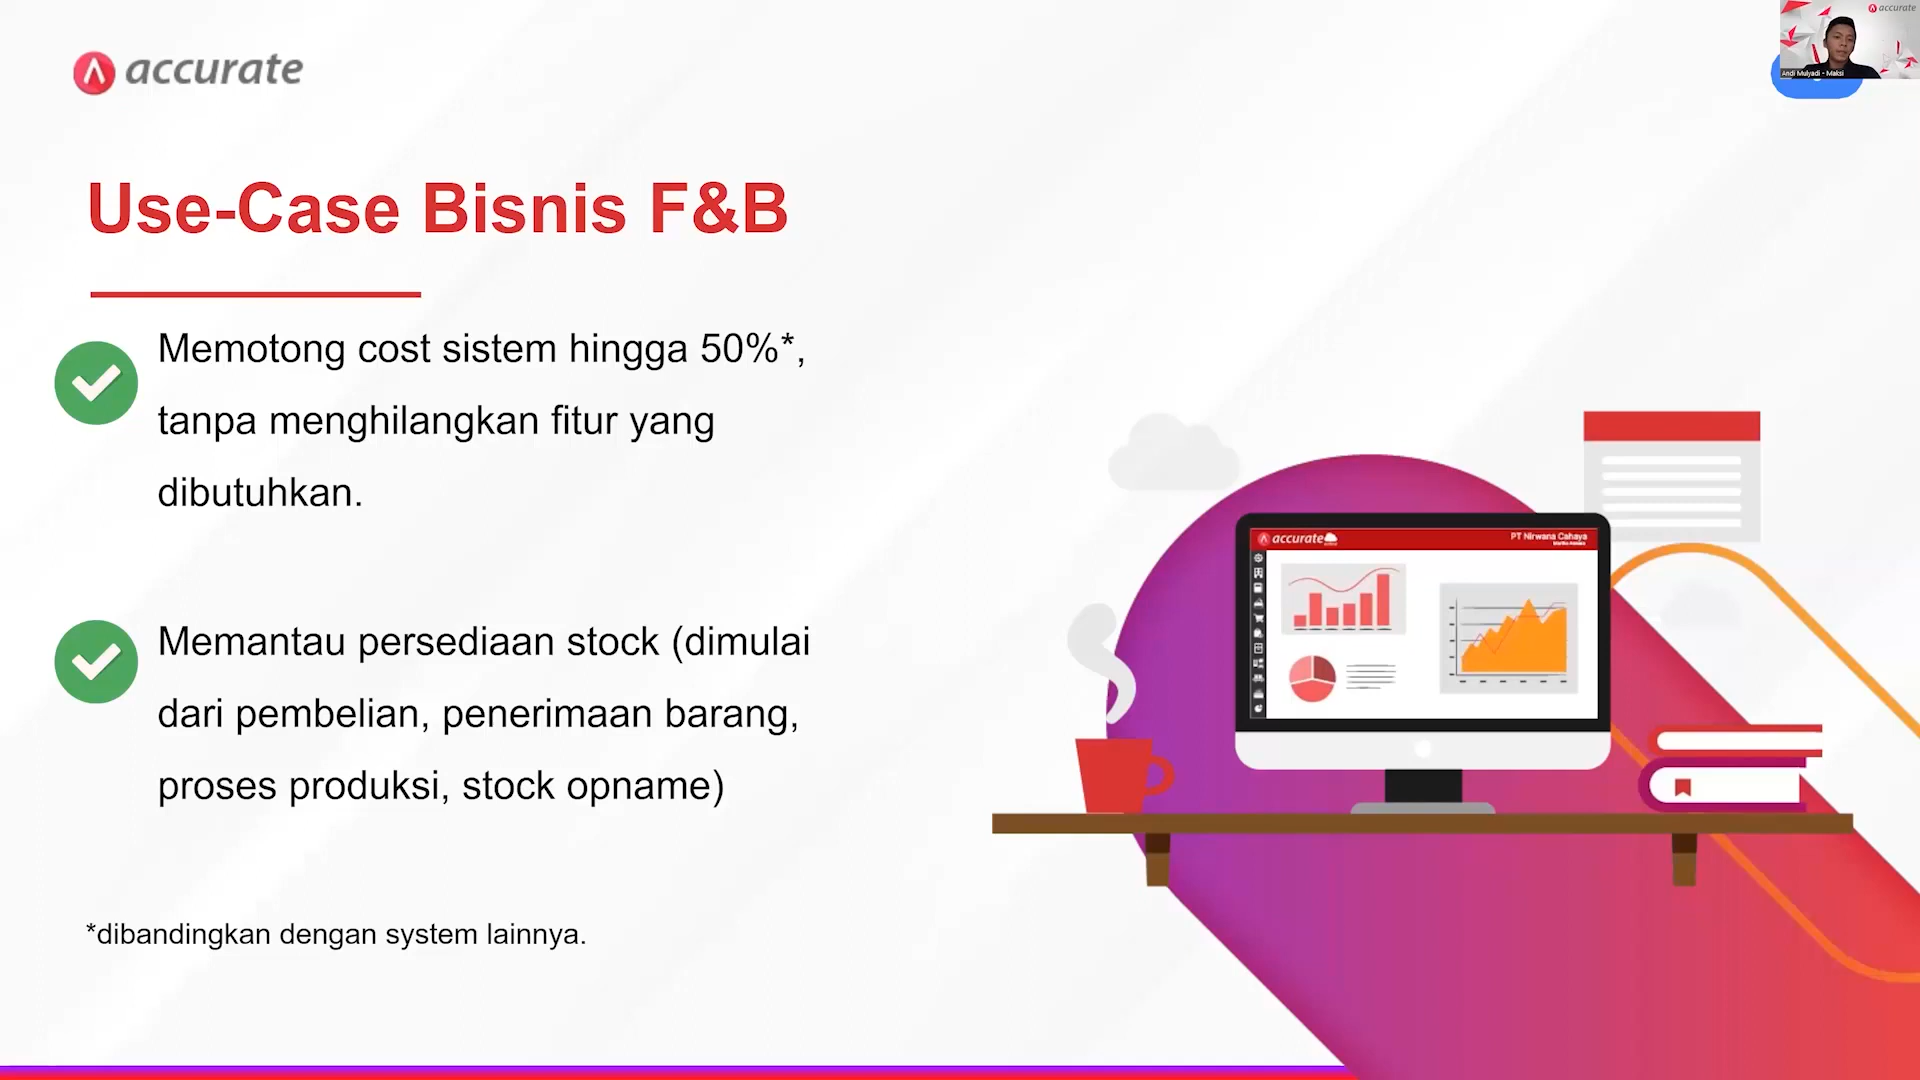 accurate
accurate
Andi Mulyadi - Maksi
Use-Case Bisnis F&B
Memotong cost sistem hingga 50%*,
tanpa menghilangkan fitur yang
dibutuhkan.
Memantau persediaan stock (dimulai
dari pembelian, penerimaan barang,
proses produksi, stock opname)
*dibandingkan dengan system lainnya.
accurate
PT Nirwana Cahaya